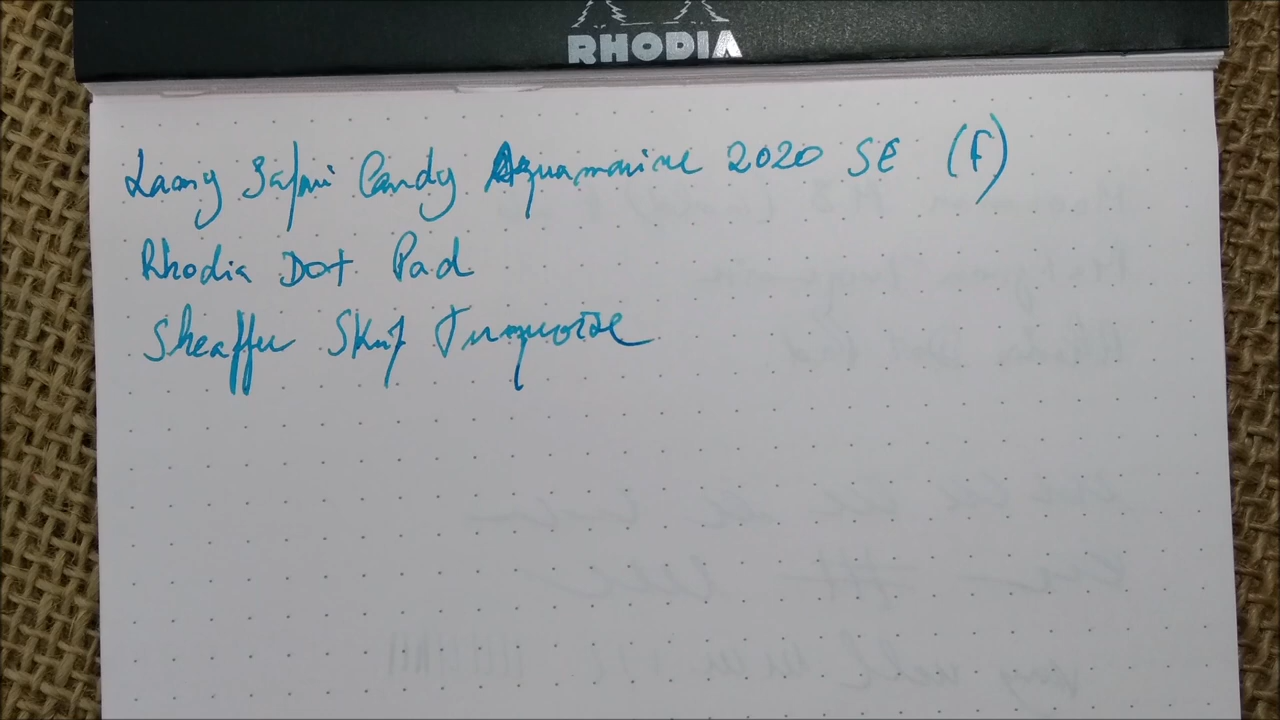 RHODIA
Lamy Safari Candy Aquamarine 2020 SE (F)
Rhodia Dot Pad
Sheaffer Skrip Turquoise